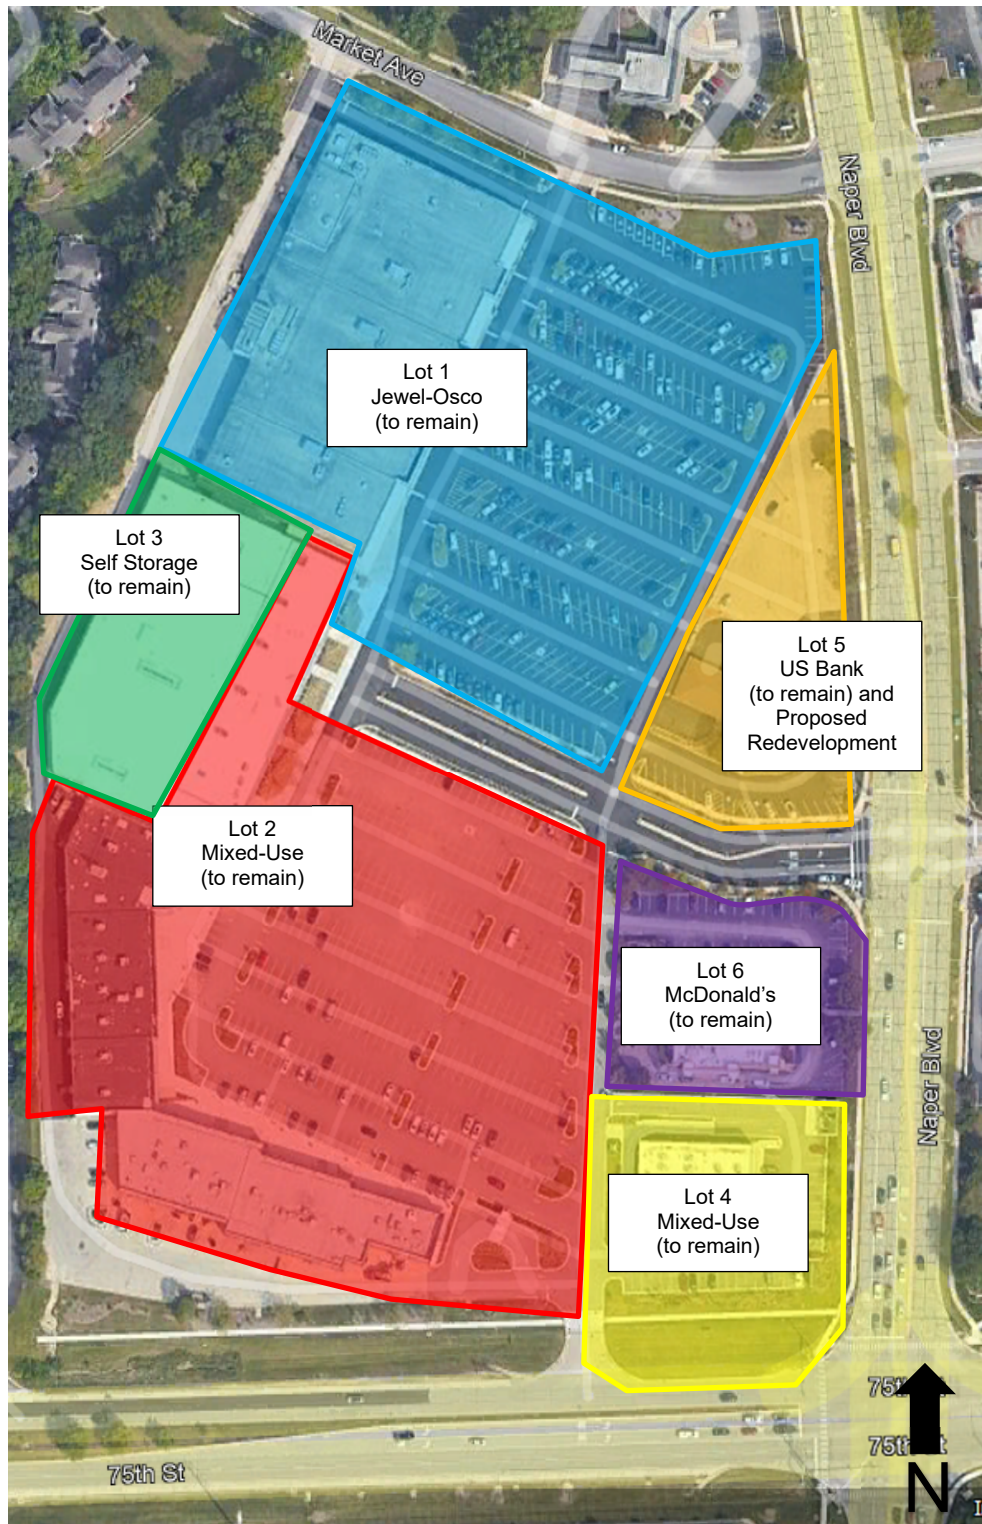 Market Ave
Naper Blvd
Lot 1
Jewel-Osco
(to remain)
Lot 3
Self Storage
(to remain)
Lot 5
US Bank
(to remain) and
Proposed
Redevelopment
Lot 2
Mixed-Use
(to remain)
Lot 6
McDonald's
(to remain)
Naper Blvd
Lot 4
Mixed-Use
(to remain)
75th St
75th St
N